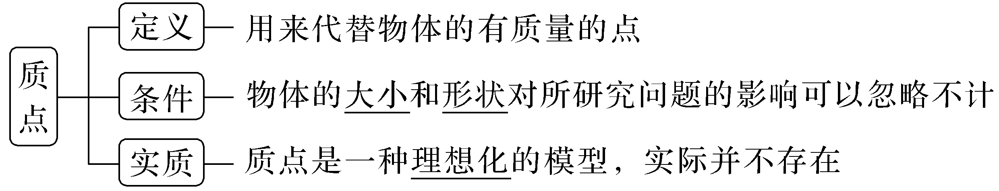 质点
定义 用来代替物体的有质量的点
条件 物体的大小和形状对所研究问题的影响可以忽略不计
实质 质点是一种理想化的模型，实际并不存在